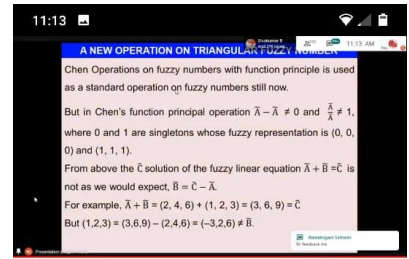 11:13
Sivakumar R
11:13 AM
A NEW OPERATION ON TRIANGULAR FUZZY NUMBER
Chen Operations on fuzzy numbers with function principle is used
as a standard operation on fuzzy numbers still now.
But in Chen's function principal operation Ã − Ã ≠ 0 and Ã/Ã ≠ 1,
where 0 and 1 are singletons whose fuzzy representation is (0, 0,
0) and (1, 1, 1).
From above the C̃ solution of the fuzzy linear equation Ã + B̃ =C̃ is
not as we would expect, B̃ = C̃ − Ã.
For example, Ã + B̃ = (2, 4, 6) + (1, 2, 3) = (3, 6, 9) = C̃
But (1,2,3) = (3,6,9) − (2,4,6) = (−3,2,6) ≠ B̃.